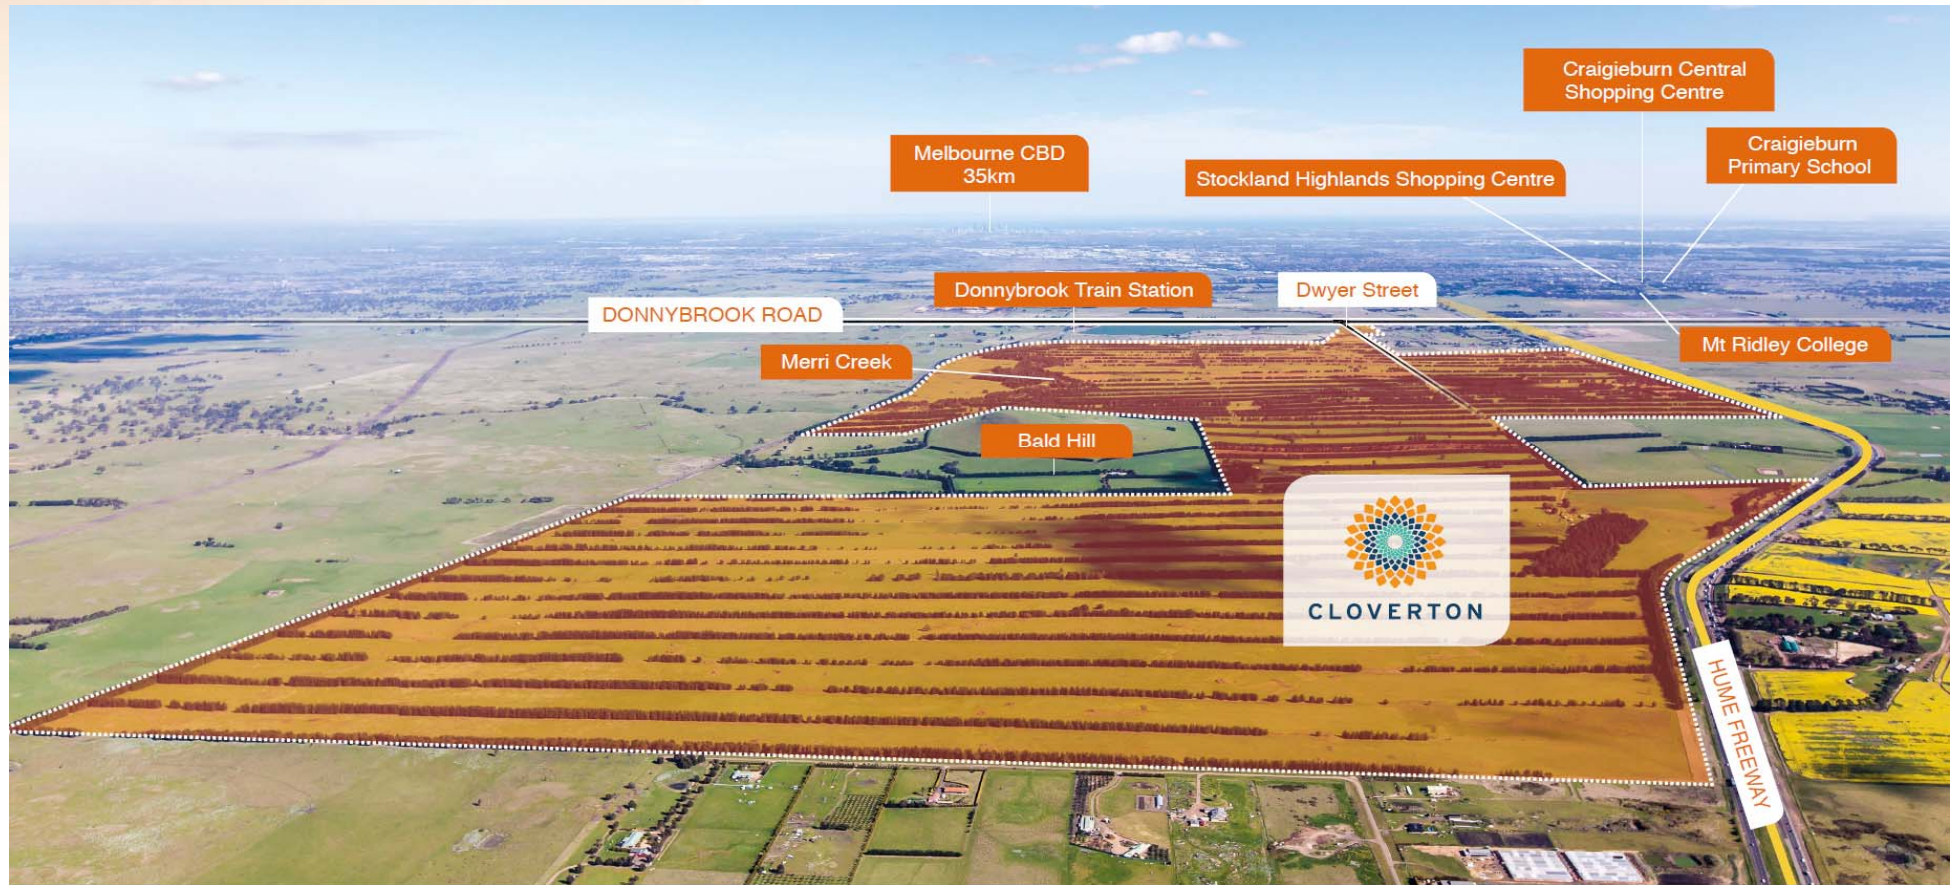 Craigieburn Central
Shopping Centre
Melbourne CBD
35km
Stockland Highlands Shopping Centre
Craigieburn
Primary School
Donnybrook Train Station
Dwyer Street
DONNYBROOK ROAD
Merri Creek
Mt Ridley College
Bald Hill
CLOVERTON
HUME FREEWAY